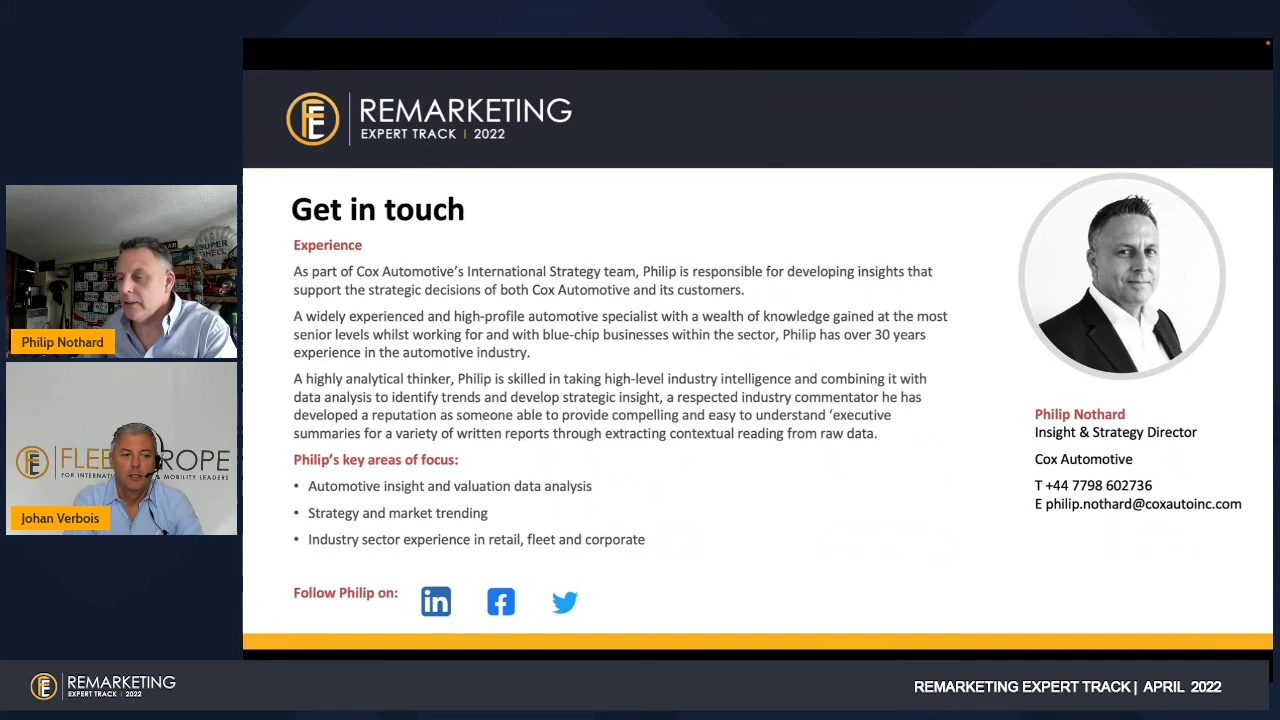 REMARKETING
EXPERT TRACK | 2022
Get in touch
Experience
As part of Cox Automotive's International Strategy team, Philip is responsible for developing insights that
support the strategic decisions of both Cox Automotive and its customers.
A widely experienced and high-profile automotive specialist with a wealth of knowledge gained at the most
senior levels whilst working for and with blue-chip businesses within the sector, Philip has over 30 years
experience in the automotive industry.
A highly analytical thinker, Philip is skilled in taking high-level industry intelligence and combining it with
data analysis to identify trends and develop strategic insight, a respected industry commentator he has
developed a reputation as someone able to provide compelling and easy to understand ‘executive
summaries for a variety of written reports through extracting contextual reading from raw data.
Philip's key areas of focus:
• Automotive insight and valuation data analysis
• Strategy and market trending
• Industry sector experience in retail, fleet and corporate
Follow Philip on:
in
Philip Nothard
Insight & Strategy Director
Cox Automotive
T +44 7798 602736
E philip.nothard@coxautoinc.com
SUPER
SHELL
Philip Nothard
FLEE ROPE
FOR INTERNAT & MOBILITY LEADERS
Johan Verbois
REMARKETING
EXPERT TRACK | 2022
REMARKETING EXPERT TRACK | APRIL 2022